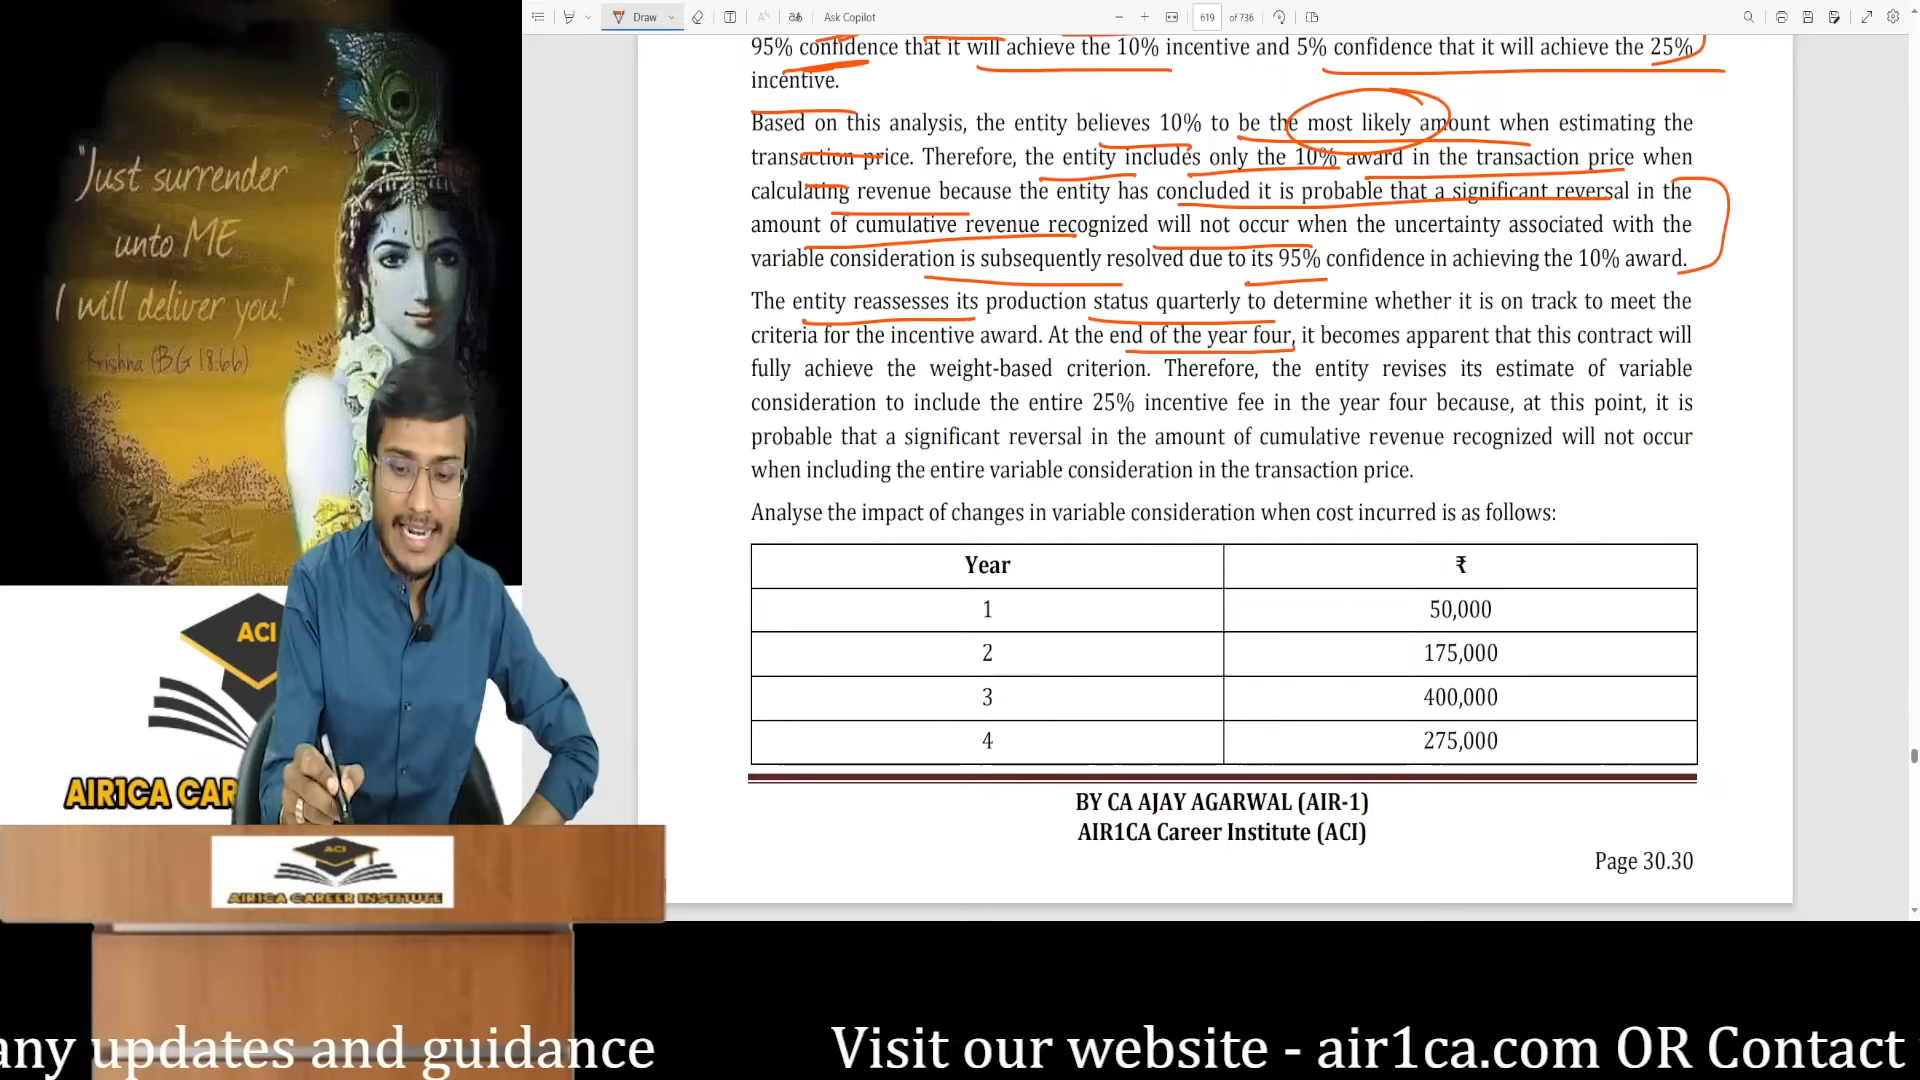 Draw
Ask Copilot
619
of 736
95% confidence that it will achieve the 10% incentive and 5% confidence that it will achieve the 25%
incentive.
Based on this analysis, the entity believes 10% to be the most likely amount when estimating the
transaction price. Therefore, the entity includes only the 10% award in the transaction price when
calculating revenue because the entity has concluded it is probable that a significant reversal in the
amount of cumulative revenue recognized will not occur when the uncertainty associated with the
variable consideration is subsequently resolved due to its 95% confidence in achieving the 10% award.
The entity reassesses its production status quarterly to determine whether it is on track to meet the
criteria for the incentive award. At the end of the year four, it becomes apparent that this contract will
fully achieve the weight-based criterion. Therefore, the entity revises its estimate of variable
consideration to include the entire 25% incentive fee in the year four because, at this point, it is
probable that a significant reversal in the amount of cumulative revenue recognized will not occur
when including the entire variable consideration in the transaction price.
Analyse the impact of changes in variable consideration when cost incurred is as follows:
Year ₹
1 50,000
2 175,000
3 400,000
4 275,000
BY CA AJAY AGARWAL (AIR-1)
AIR1CA Career Institute (ACI)
Page 30.30
"Just surrender
unto ME
I will deliver you!"
- Krishna (B.G 18:66)
ACI
AIR1CA CAR
ACI
AIR1CA CAREER INSTITUTE
any updates and guidance
Visit our website - air1ca.com OR Contact